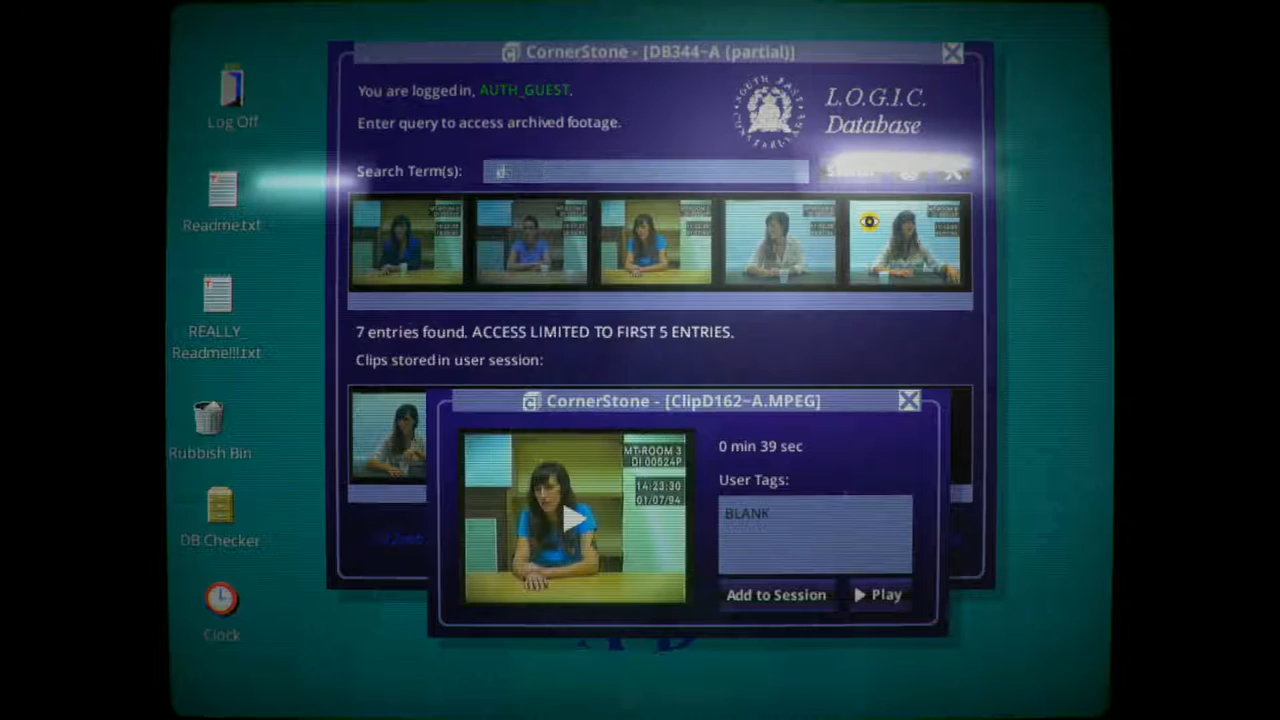 CornerStone - [DB344~A (partial)]
You are logged in, AUTH_GUEST.
Enter query to access archived footage.
L.O.G.I.C.
Database
Search Term(s):
7 entries found. ACCESS LIMITED TO FIRST 5 ENTRIES.
Clips stored in user session:
CornerStone - [ClipD162~A.MPEG]
MT-ROOM 3
DI 00524P
14:23:30
01/07/94
0 min 39 sec
User Tags:
BLANK
Add to Session
Play
Log Off
Readme.txt
REALLY_
Readme!!!.txt
Rubbish Bin
DB Checker
Clock